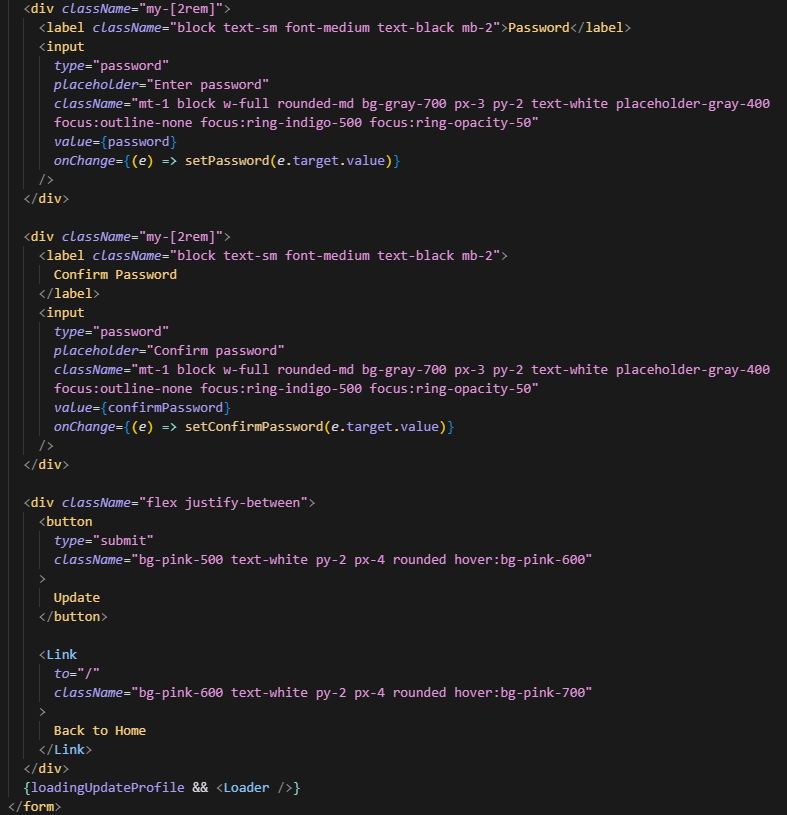 <div className="my-[2rem]">
<label className="block text-sm font-medium text-black mb-2">Password</label>
<input
type="password"
placeholder="Enter password"
className="mt-1 block w-full rounded-md bg-gray-700 px-3 py-2 text-white placeholder-gray-400
focus:outline-none focus:ring-indigo-500 focus:ring-opacity-50"
value={password}
onChange={(e) => setPassword(e.target.value)}
/>
</div>
<div className="my-[2rem]">
<label className="block text-sm font-medium text-black mb-2">
Confirm Password
</label>
<input
type="password"
placeholder="Confirm password"
className="mt-1 block w-full rounded-md bg-gray-700 px-3 py-2 text-white placeholder-gray-400
focus:outline-none focus:ring-indigo-500 focus:ring-opacity-50"
value={confirmPassword}
onChange={(e) => setConfirmPassword(e.target.value)}
/>
</div>
<div className="flex justify-between">
<button
type="submit"
className="bg-pink-500 text-white py-2 px-4 rounded hover:bg-pink-600"
>
Update
</button>
<Link
to="/"
className="bg-pink-600 text-white py-2 px-4 rounded hover:bg-pink-700"
>
Back to Home
</Link>
</div>
{loadingUpdateProfile && <Loader />}
</form>